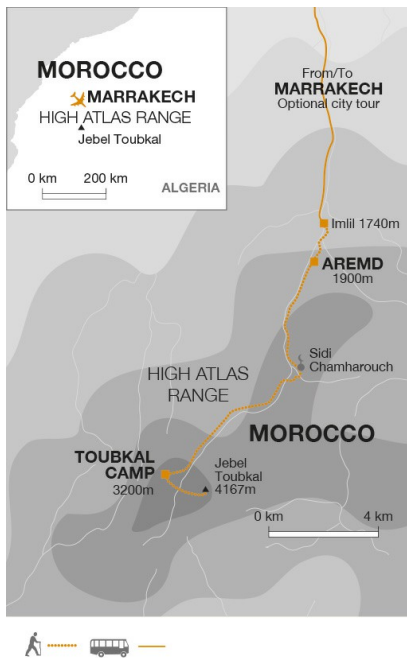 MOROCCO
MARRAKECH
HIGH ATLAS RANGE
Jebel Toubkal
0 km 200 km
ALGERIA
From/To
MARRAKECH
Optional city tour
Imlil 1740m
AREMD
1900m
Sidi
Chamharouch
HIGH ATLAS
RANGE
MOROCCO
TOUBKAL
CAMP
3200m
Jebel
Toubkal
4167m
0 km 4 km